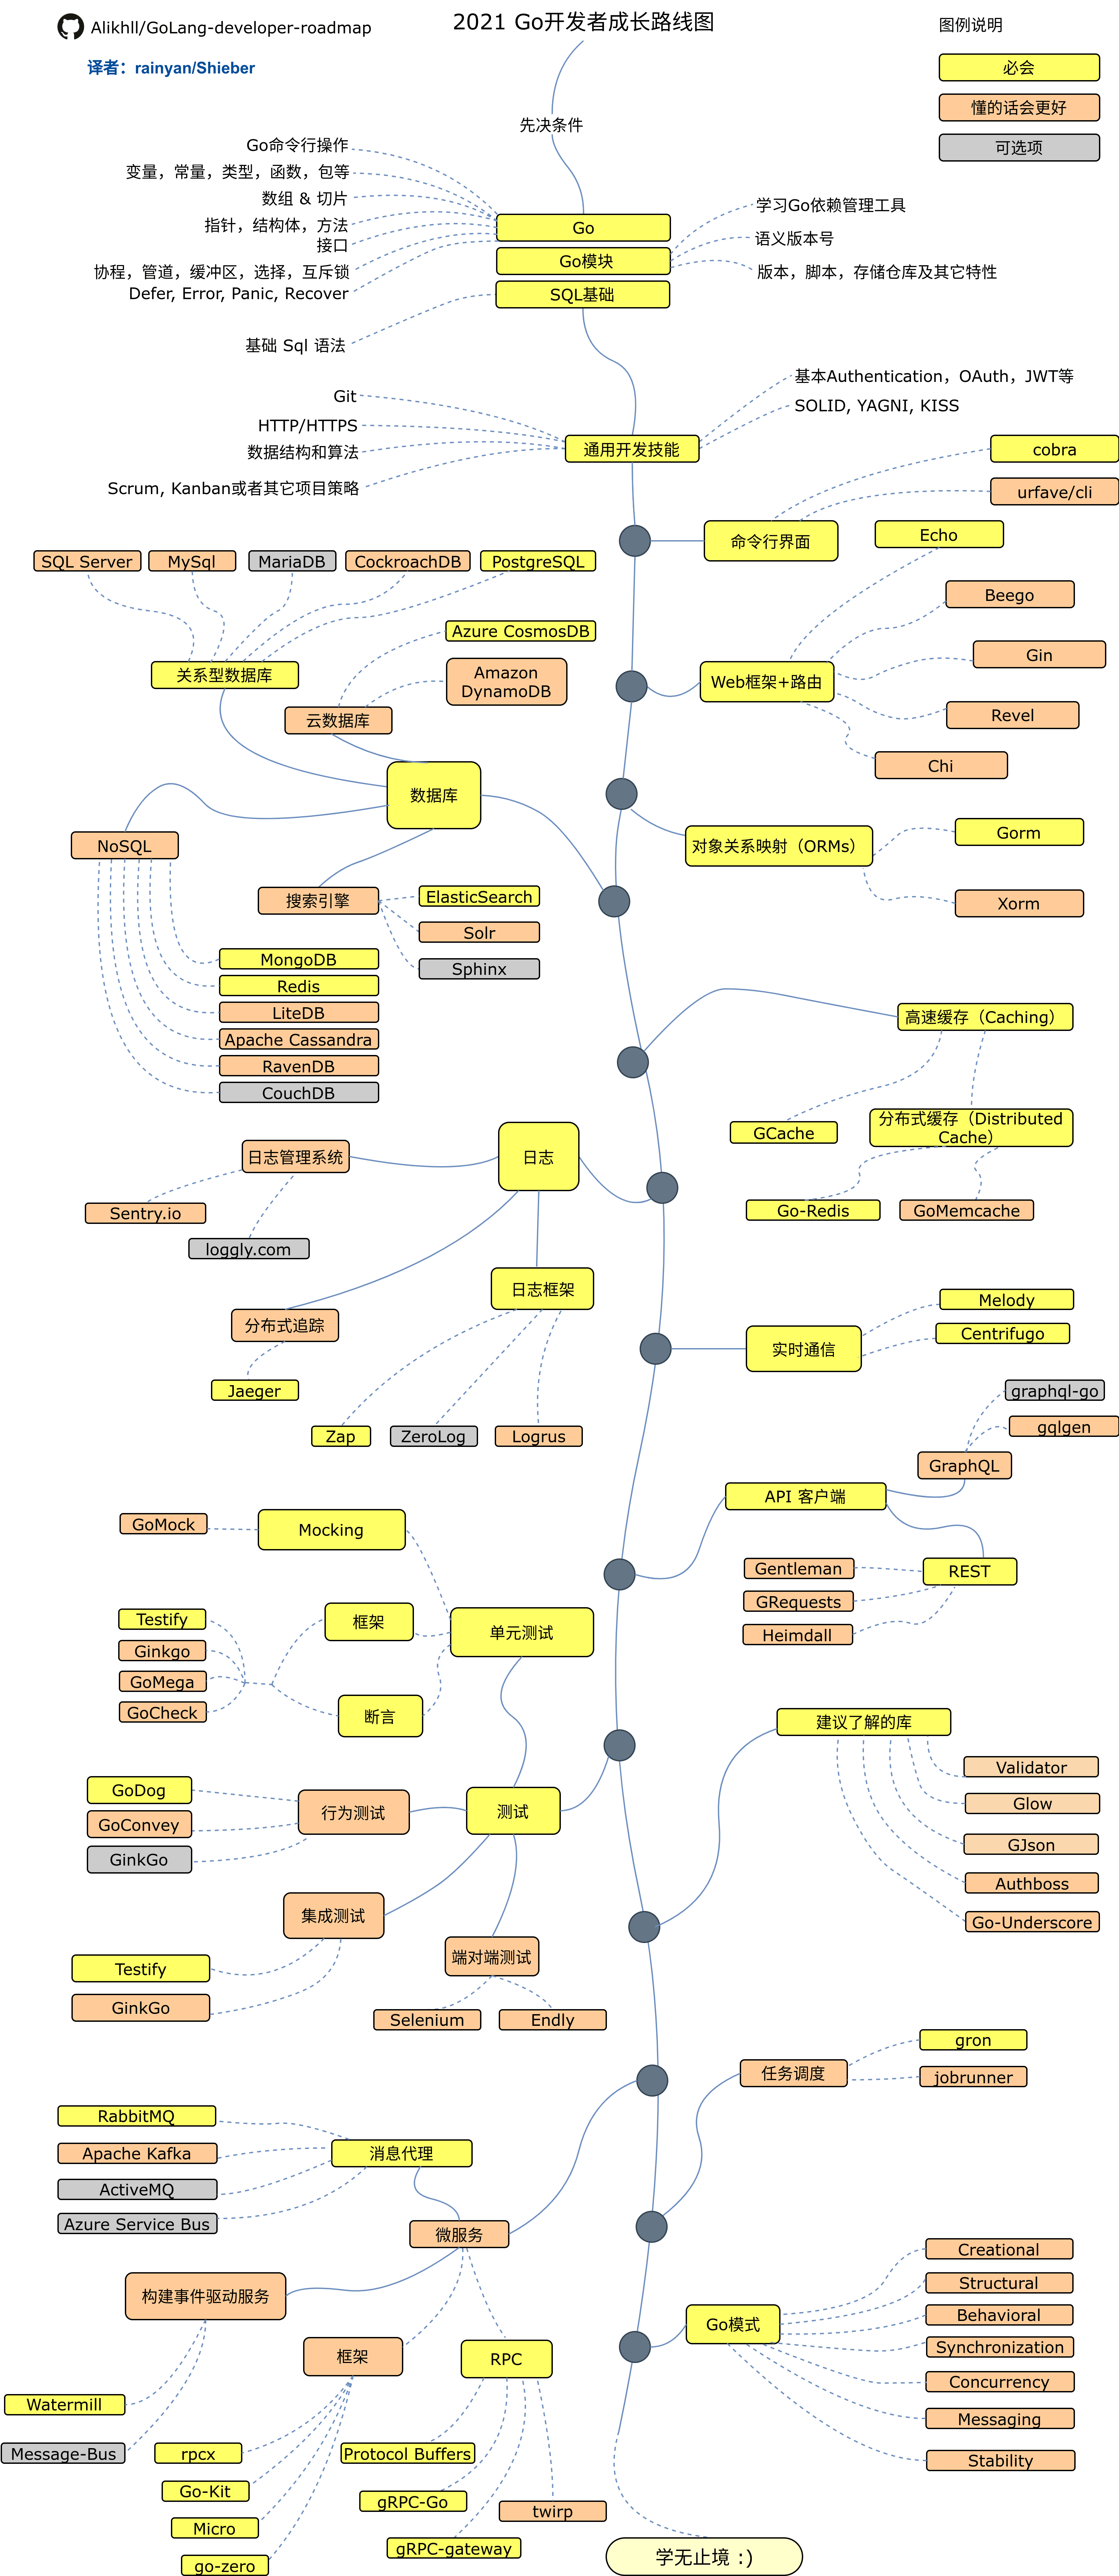 Alikhll/GoLang-developer-roadmap
2021 Go开发者成长路线图
图例说明
译者：rainyan/Shieber
必会
懂的话会更好
可选项
先决条件
Go命令行操作
变量，常量，类型，函数，包等
数组 & 切片
指针，结构体，方法
接口
协程，管道，缓冲区，选择，互斥锁
Defer, Error, Panic, Recover
基础 Sql 语法
Go
Go模块
SQL基础
学习Go依赖管理工具
语义版本号
版本，脚本，存储仓库及其它特性
Git
HTTP/HTTPS
数据结构和算法
Scrum, Kanban或者其它项目策略
通用开发技能
基本Authentication，OAuth，JWT等
SOLID, YAGNI, KISS
cobra
urfave/cli
命令行界面
Echo
Beego
Gin
Web框架+路由
Revel
Chi
SQL Server
MySql
MariaDB
CockroachDB
PostgreSQL
关系型数据库
Azure CosmosDB
Amazon
DynamoDB
云数据库
数据库
NoSQL
搜索引擎
ElasticSearch
Solr
Sphinx
MongoDB
Redis
LiteDB
Apache Cassandra
RavenDB
CouchDB
对象关系映射（ORMs）
Gorm
Xorm
高速缓存（Caching）
GCache
分布式缓存（Distributed
Cache）
Go-Redis
GoMemcache
日志
日志管理系统
Sentry.io
loggly.com
日志框架
分布式追踪
Jaeger
Zap
ZeroLog
Logrus
实时通信
Melody
Centrifugo
graphql-go
gqlgen
GraphQL
API 客户端
REST
Gentleman
GRequests
Heimdall
GoMock
Mocking
框架
单元测试
Testify
Ginkgo
GoMega
GoCheck
断言
建议了解的库
Validator
Glow
GJson
Authboss
Go-Underscore
GoDog
GoConvey
GinkGo
行为测试
测试
集成测试
端对端测试
Testify
GinkGo
Selenium
Endly
任务调度
gron
jobrunner
RabbitMQ
Apache Kafka
ActiveMQ
Azure Service Bus
消息代理
微服务
构建事件驱动服务
框架
RPC
Watermill
Message-Bus
rpcx
Go-Kit
Micro
go-zero
Protocol Buffers
gRPC-Go
gRPC-gateway
twirp
Go模式
Creational
Structural
Behavioral
Synchronization
Concurrency
Messaging
Stability
学无止境 :)